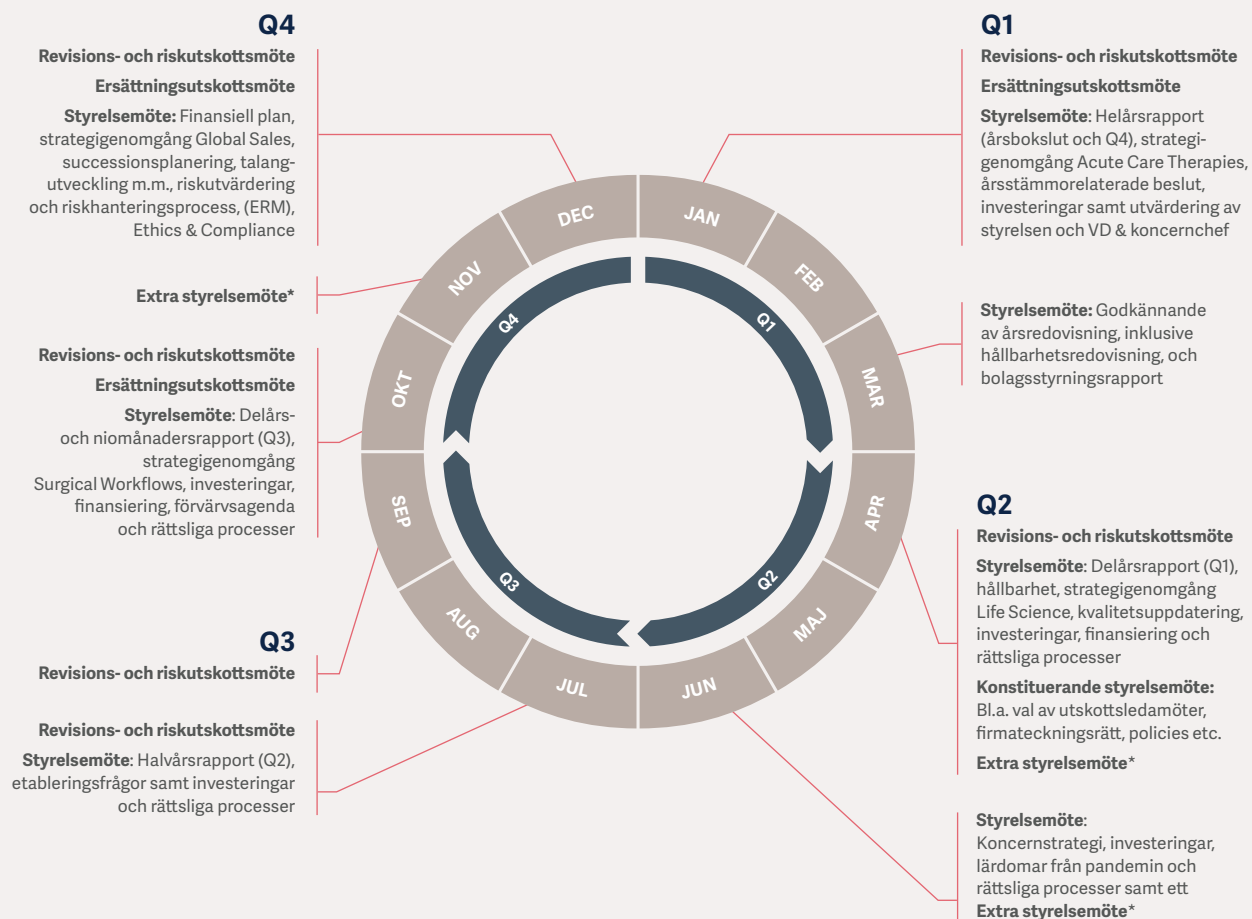 Q4
Revisions- och riskutskottsmöte
Ersättningsutskottsmöte
Styrelsemöte: Finansiell plan,
strategigenomgång Global Sales,
successionsplanering, talang-
utveckling m.m., riskutvärdering
och riskhanteringsprocess, (ERM),
Ethics & Compliance
Extra styrelsemöte*
Revisions- och riskutskottsmöte
Ersättningsutskottsmöte
Styrelsemöte: Delårs-
och niomånadersrapport (Q3),
strategigenomgång
Surgical Workflows, investeringar,
finansiering, förvärvsagenda
och rättsliga processer
Q3
Revisions- och riskutskottsmöte
Revisions- och riskutskottsmöte
Styrelsemöte: Halvårsrapport (Q2),
etableringsfrågor samt investeringar
och rättsliga processer
JAN
FEB
MAR
APR
MAJ
JUN
JUL
AUG
SEP
OKT
NOV
DEC
Q1
Q2
Q3
Q4
Q1
Revisions- och riskutskottsmöte
Ersättningsutskottsmöte
Styrelsemöte: Helårsrapport
(årsbokslut och Q4), strategi-
genomgång Acute Care Therapies,
årsstämmorelaterade beslut,
investeringar samt utvärdering av
styrelsen och VD & koncernchef
Styrelsemöte: Godkännande
av årsredovisning, inklusive
hållbarhetsredovisning, och
bolagsstyrningsrapport
Q2
Revisions- och riskutskottsmöte
Styrelsemöte: Delårsrapport (Q1),
hållbarhet, strategigenomgång
Life Science, kvalitetsuppdatering,
investeringar, finansiering och
rättsliga processer
Konstituerande styrelsemöte:
Bl.a. val av utskottsledamöter,
firmateckningsrätt, policies etc.
Extra styrelsemöte*
Styrelsemöte:
Koncernstrategi, investeringar,
lärdomar från pandemin och
rättsliga processer samt ett
Extra styrelsemöte*